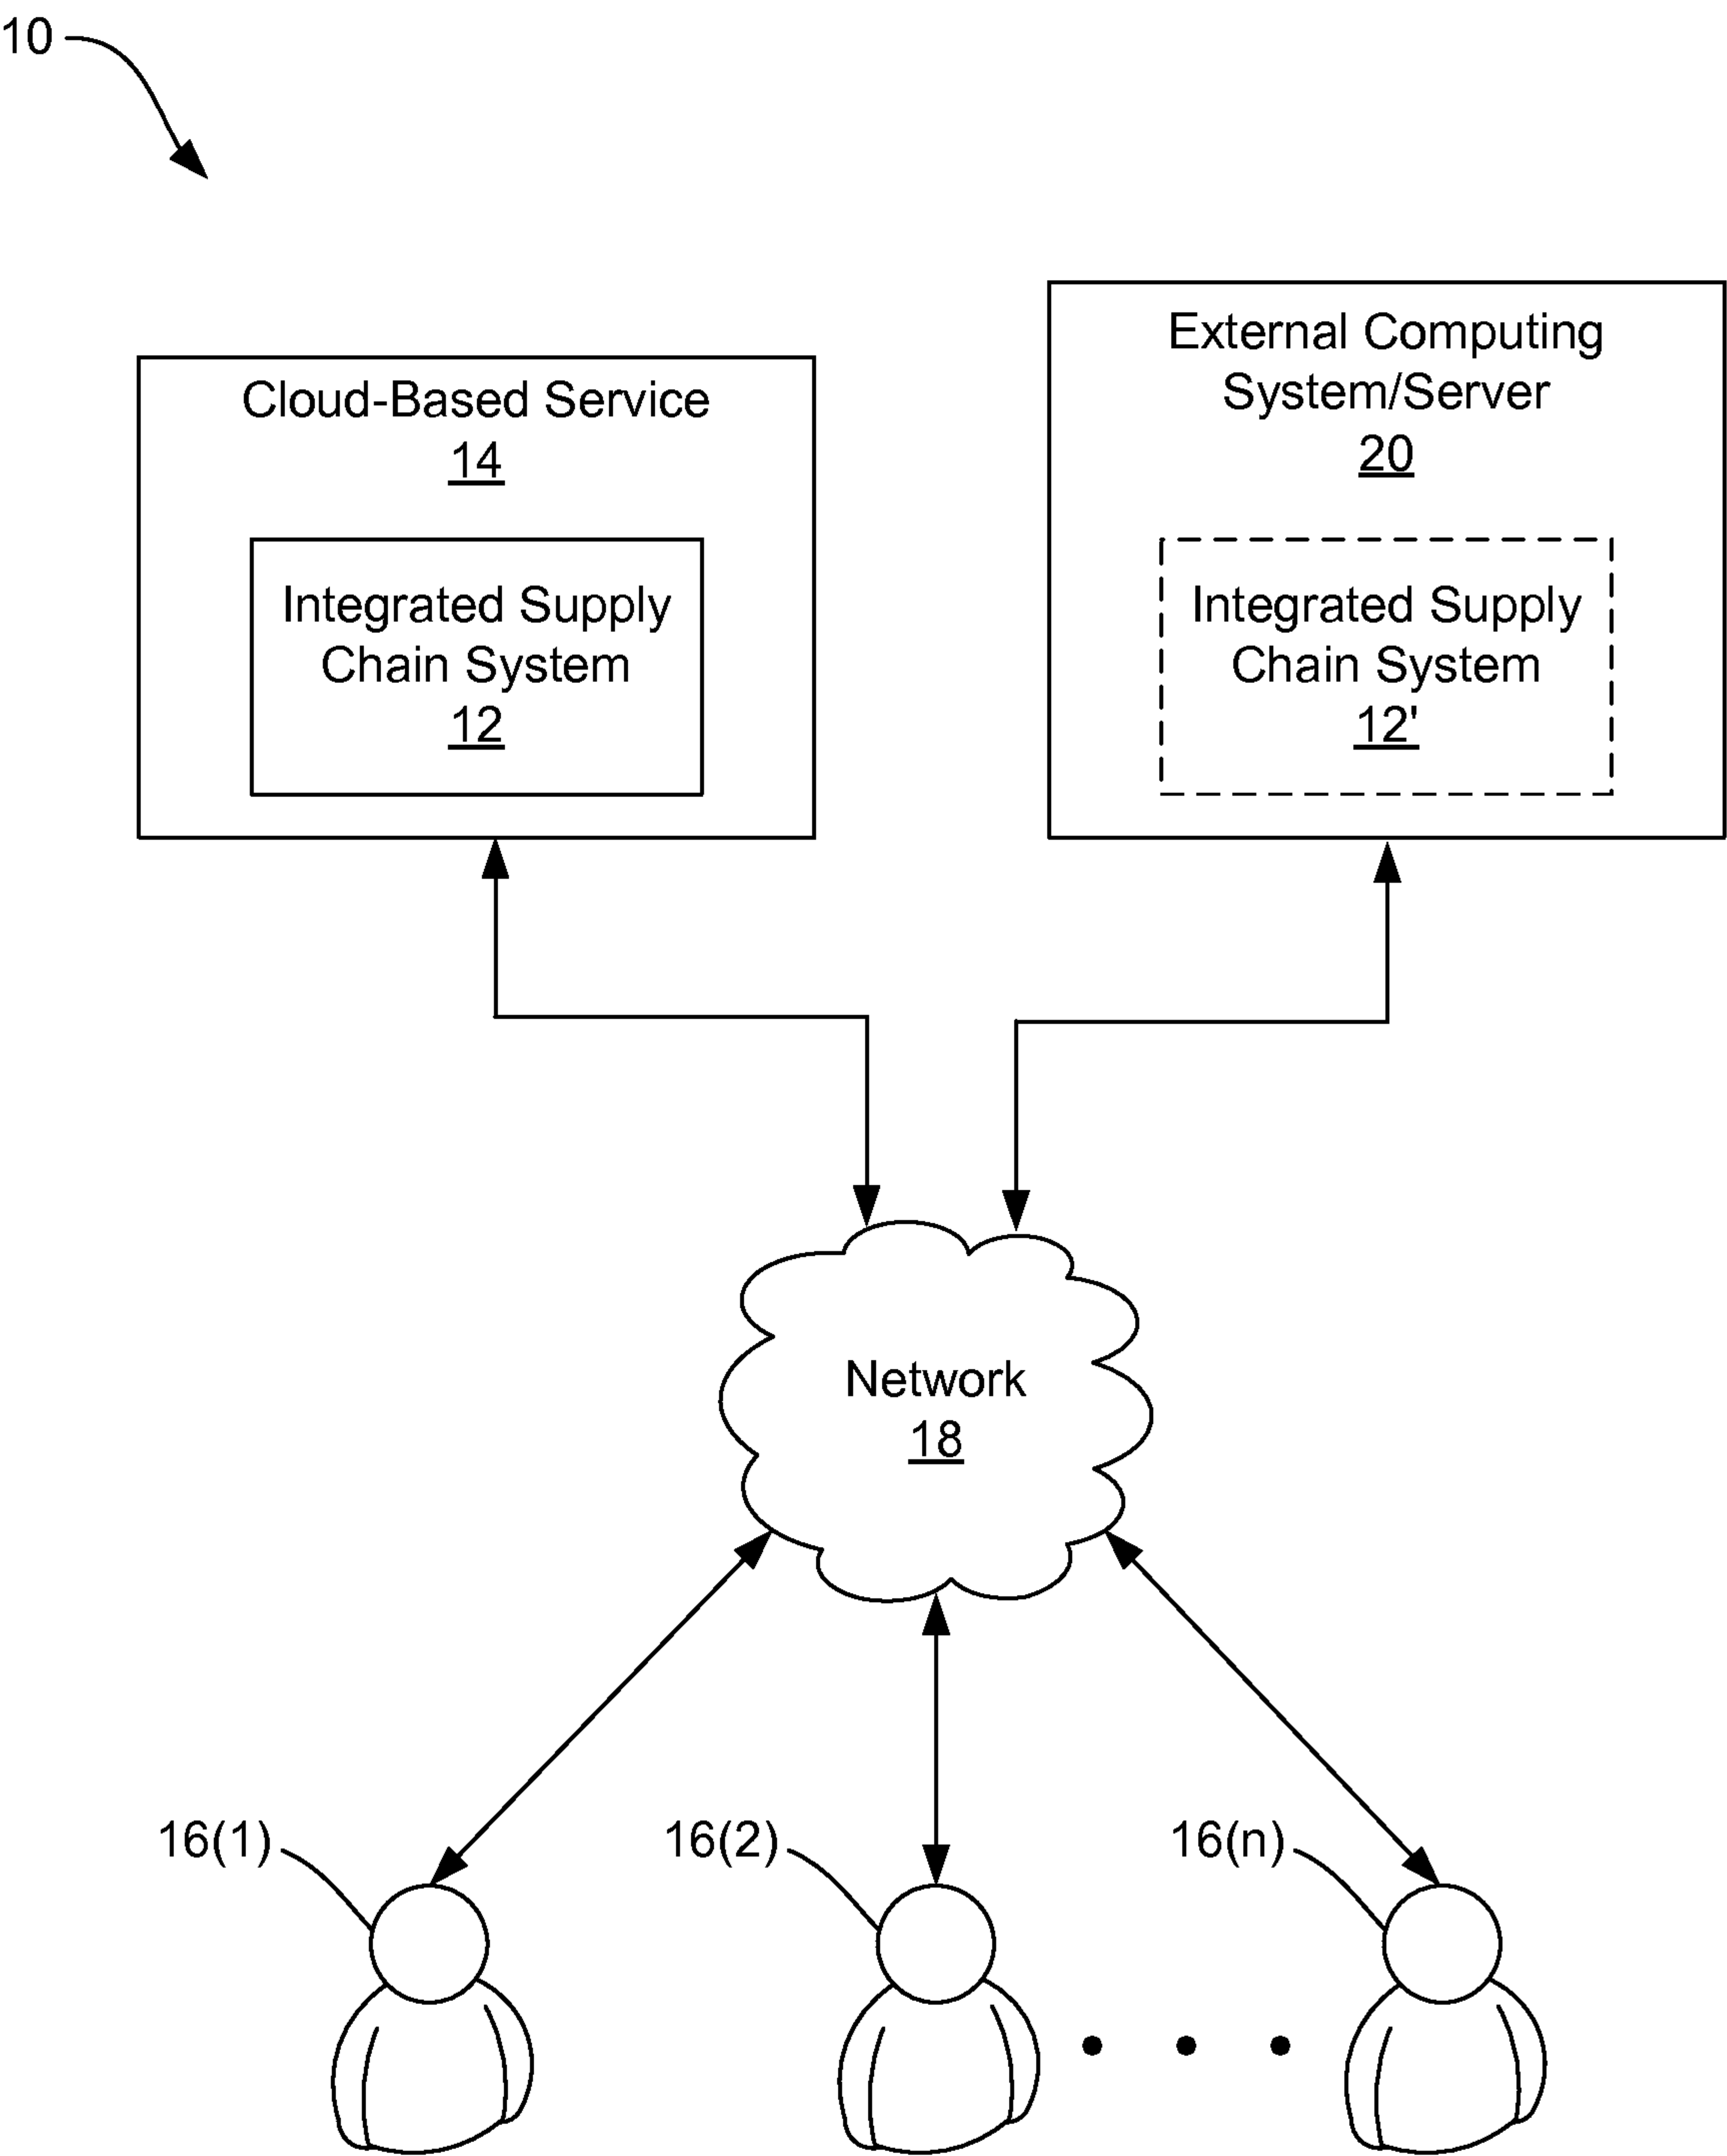 10
Cloud-Based Service
14
Integrated Supply
Chain System
12
External Computing
System/Server
20
Integrated Supply
Chain System
12'
Network
18
16(1)
16(2)
16(n)